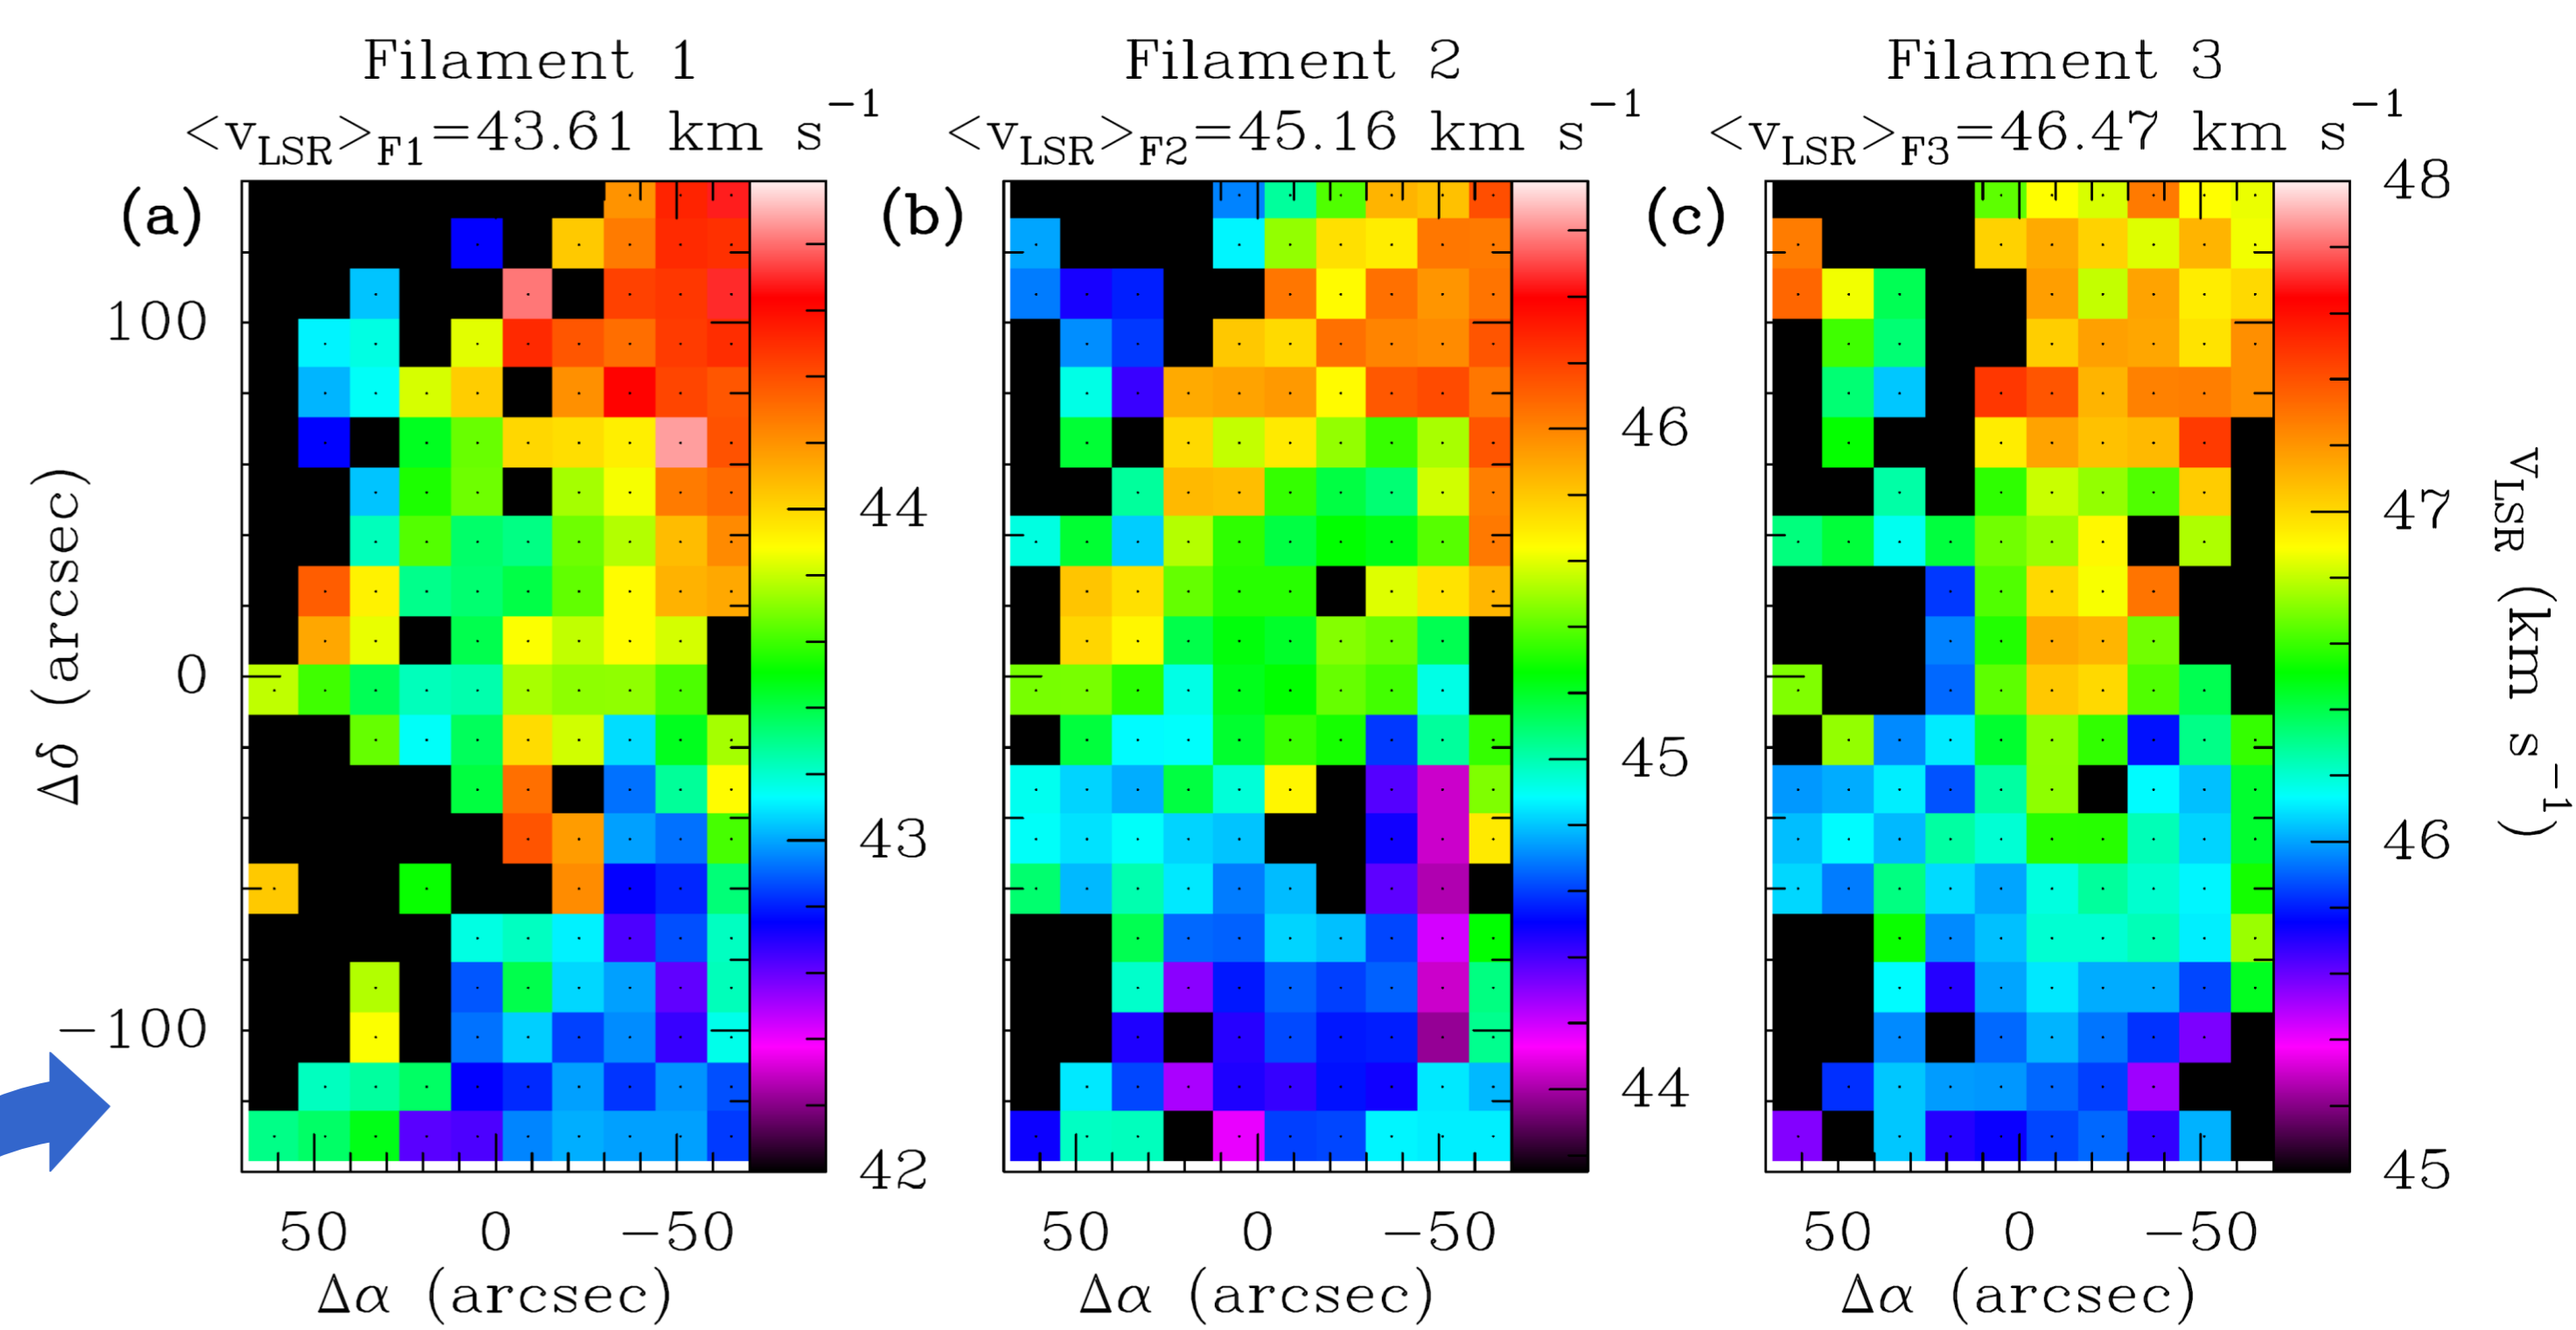 Filament 1
<v_LSR>_F1=43.61 km s^-1
Filament 2
<v_LSR>_F2=45.16 km s^-1
Filament 3
<v_LSR>_F3=46.47 km s^-1
(a)
(b)
(c)
100
0
−100
Δδ (arcsec)
44
43
42
46
45
44
48
47
46
45
v_LSR (km s^-1)
50 0 −50
50 0 −50
50 0 −50
Δα (arcsec)
Δα (arcsec)
Δα (arcsec)